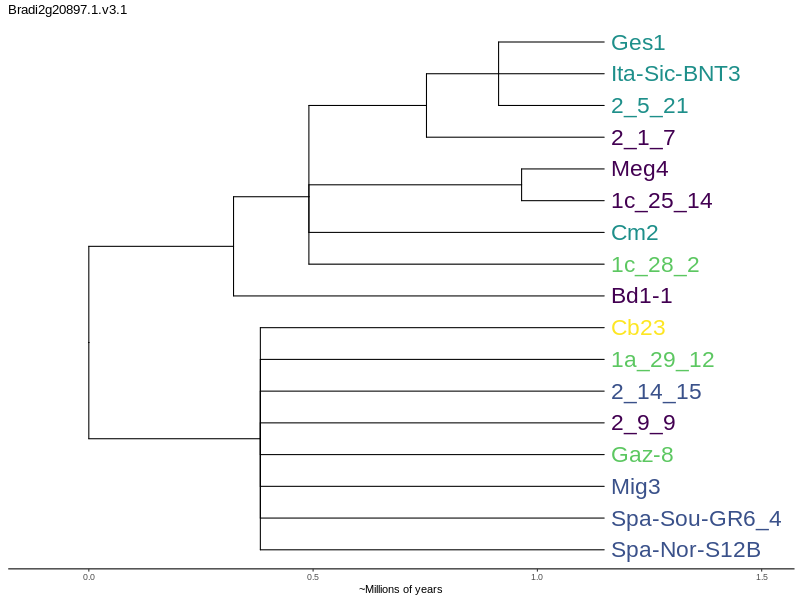 Bradi2g20897.1.v3.1
Ges1
Ita-Sic-BNT3
2_5_21
2_1_7
Meg4
1c_25_14
Cm2
1c_28_2
Bd1-1
Cb23
1a_29_12
2_14_15
2_9_9
Gaz-8
Mig3
Spa-Sou-GR6_4
Spa-Nor-S12B
0.0 0.5 1.0 1.5
~Millions of years